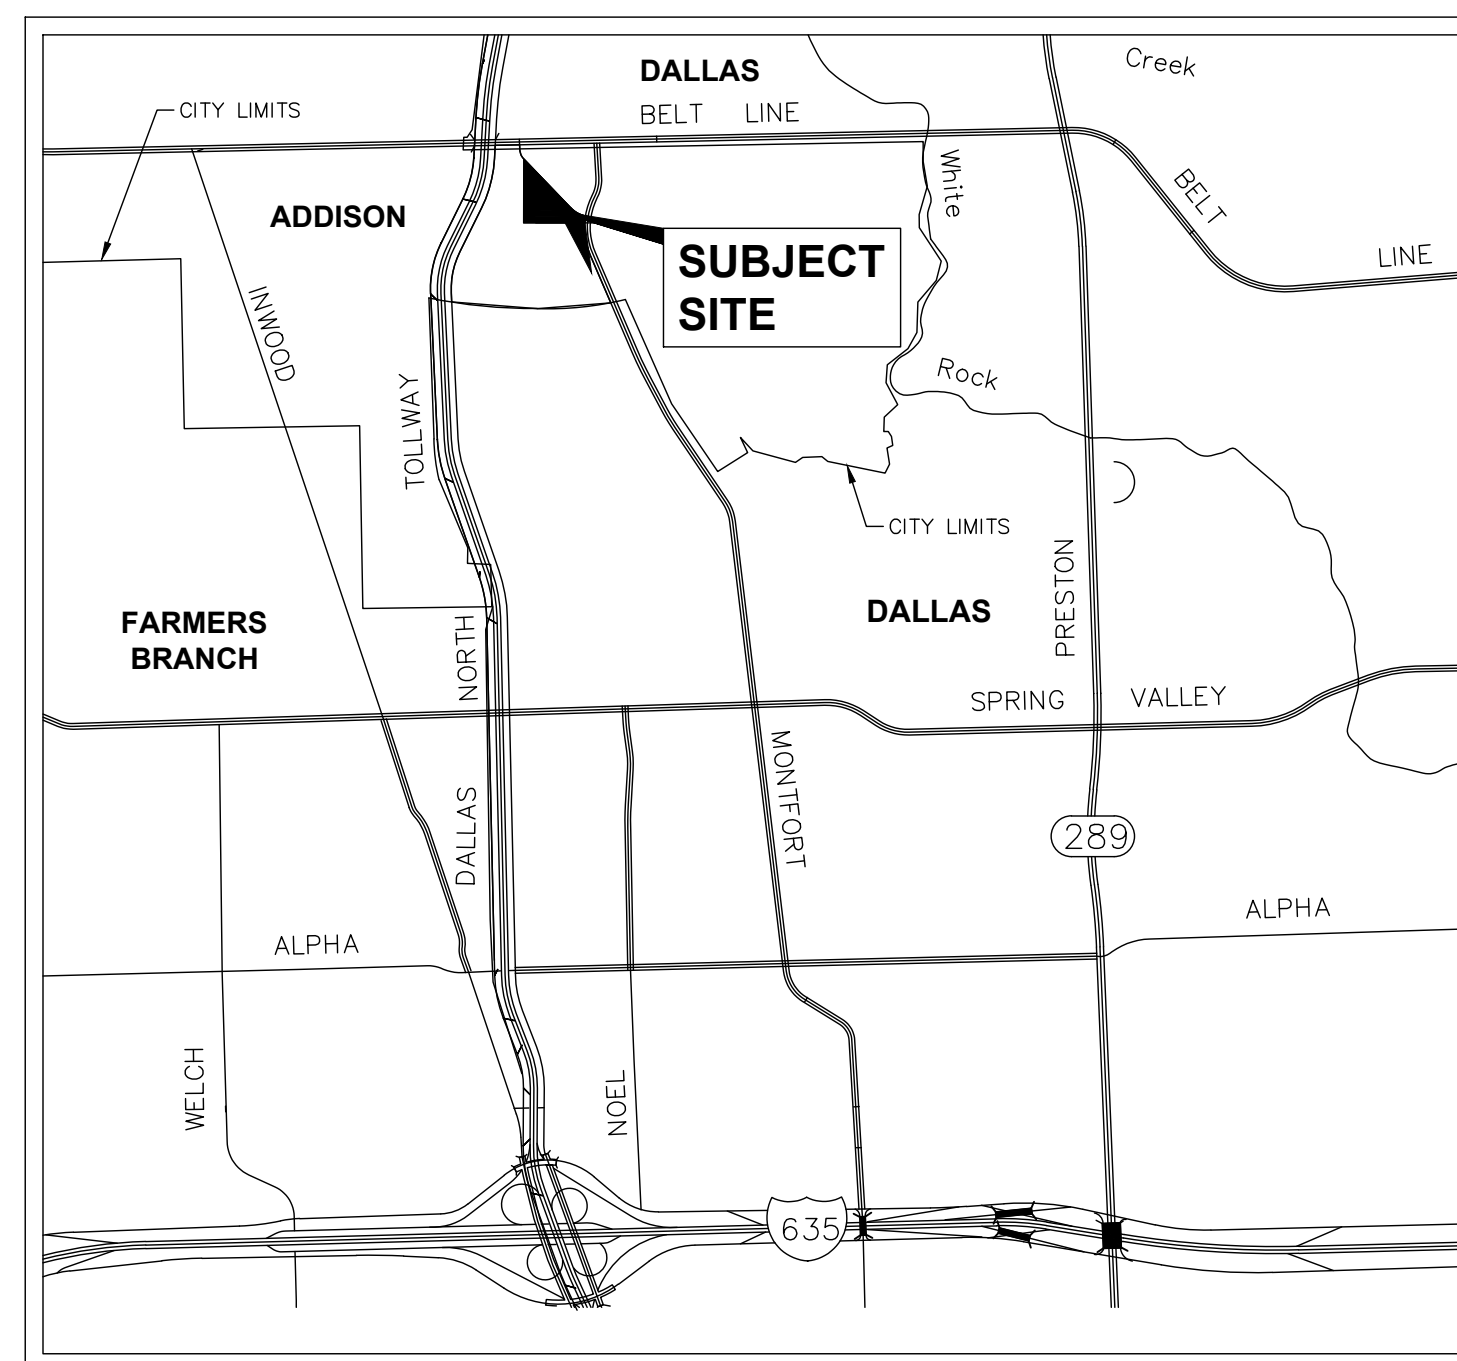 Creek
DALLAS
BELT LINE
CITY LIMITS
White
BELT
LINE
ADDISON
SUBJECT
SITE
INWOOD
Rock
TOLLWAY
CITY LIMITS
PRESTON
DALLAS
FARMERS
BRANCH
NORTH
SPRING VALLEY
MONTFORT
DALLAS
289
ALPHA
ALPHA
WELCH
NOEL
635